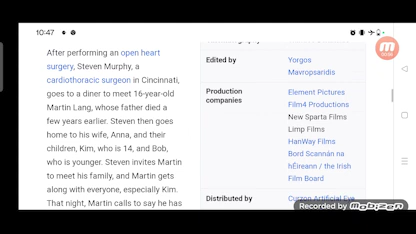 10:47
After performing an open heart
surgery, Steven Murphy, a
cardiothoracic surgeon in Cincinnati,
goes to a diner to meet 16-year-old
Martin Lang, whose father died a
few years earlier. Steven then goes
home to his wife, Anna, and their
children, Kim, who is 14, and Bob,
who is younger. Steven invites Martin
to meet his family, and Martin gets
along with everyone, especially Kim.
That night, Martin calls to say he has
Edited by
Yorgos
Mavropsaridis
Production
companies
Element Pictures
Film4 Productions
New Sparta Films
Limp Films
HanWay Films
Bord Scannán na
hÉireann / the Irish
Film Board
Distributed by
Curzon Artificial Eye
Recorded by Mobizen